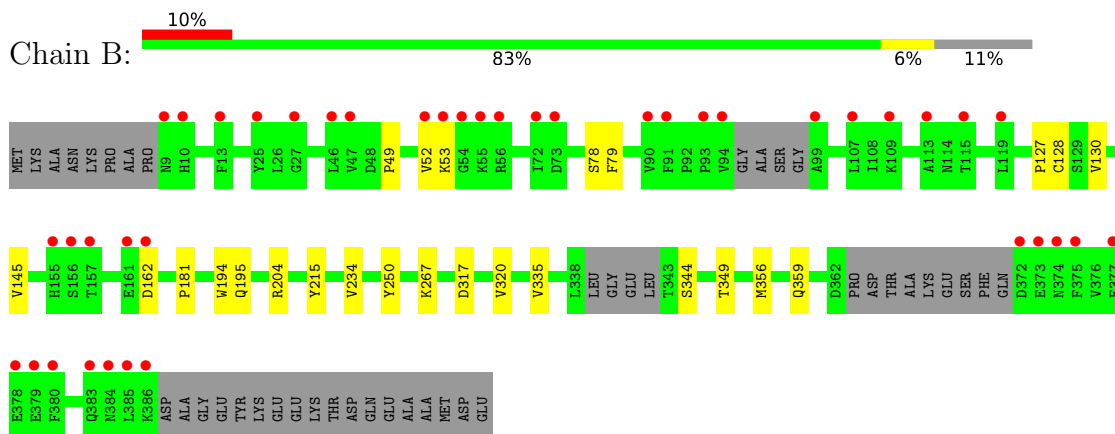 10%
Chain B:
83% 6% 11%
MET LYS ALA ASN LYS PRO ALA PRO N9 H10 F13 Y25 L26 G27 L46 V47 D48 P49 V52 K53 G54 K55 R56 I72 D73 S78 F79 V90 F91 P92 P93 V94 GLY ALA SER GLY A99 L107 I108 K109 A113 N114 T115 L119 P127 C128 S129 V130
V145 H155 S156 T157 E161 D162 P181 W194 Q195 R204 Y215 V234 Y250 K267 D317 V320 V335 L338 LEU GLY GLU LEU T343 S344 T349 M356 Q359 D362 PRO ASP THR ALA LYS GLU SER PHE GLN D372 E373 N374 F375 V376
E378 E379 F380 Q383 N384 L385 K386 ASP ALA GLY GLU TYR LYS GLU GLU LYS THR ASP GLN GLU ALA ALA MET ASP GLU